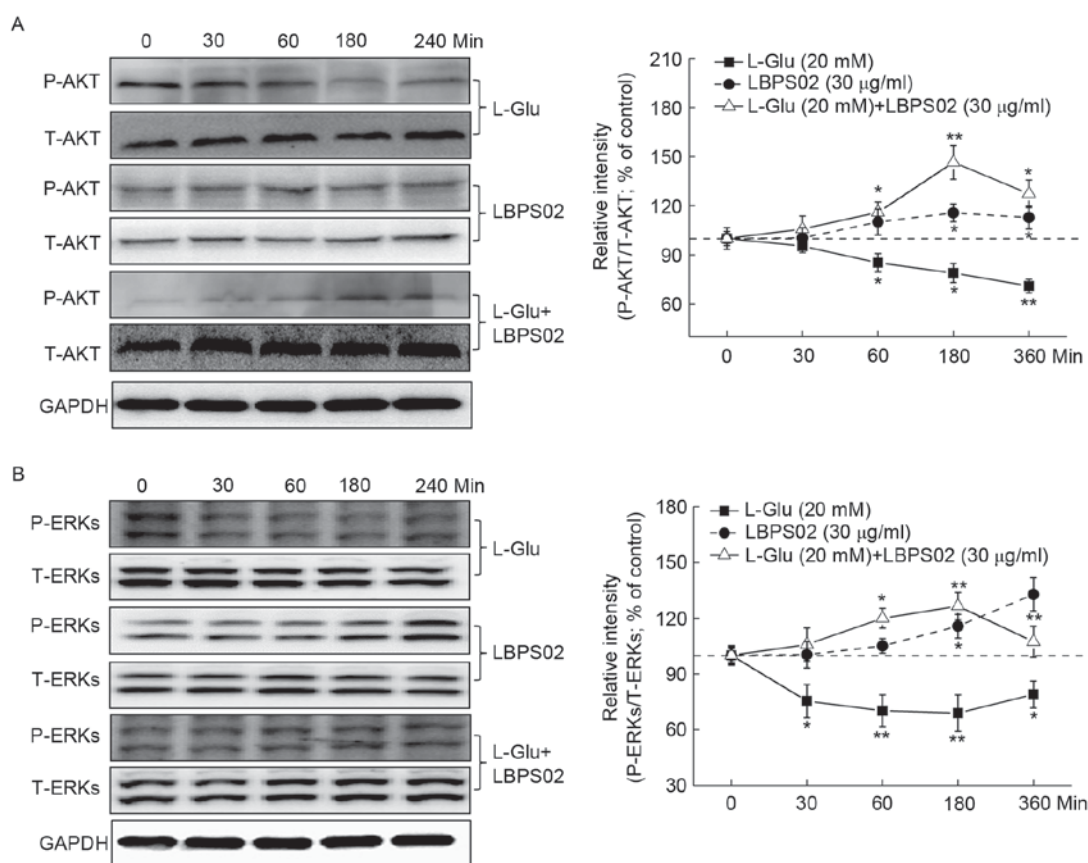 A
0 30 60 180 240 Min
P-AKT
T-AKT
L-Glu
P-AKT
T-AKT
LBPS02
P-AKT
T-AKT
L-Glu+
LBPS02
GAPDH
L-Glu (20 mM)
LBPS02 (30 μg/ml)
L-Glu (20 mM)+LBPS02 (30 μg/ml)
Relative intensity
(P-AKT/T-AKT; % of control)
210
180
150
120
90
60
** * * * * * * **
0 30 60 180 360 Min
B
0 30 60 180 240 Min
P-ERKs
T-ERKs
L-Glu
P-ERKs
T-ERKs
LBPS02
P-ERKs
T-ERKs
L-Glu+
LBPS02
GAPDH
L-Glu (20 mM)
LBPS02 (30 μg/ml)
L-Glu (20 mM)+LBPS02 (30 μg/ml)
Relative intensity
(P-ERKs/T-ERKs; % of control)
180
150
120
90
60
30
* ** * ** * ** ** *
0 30 60 180 360 Min